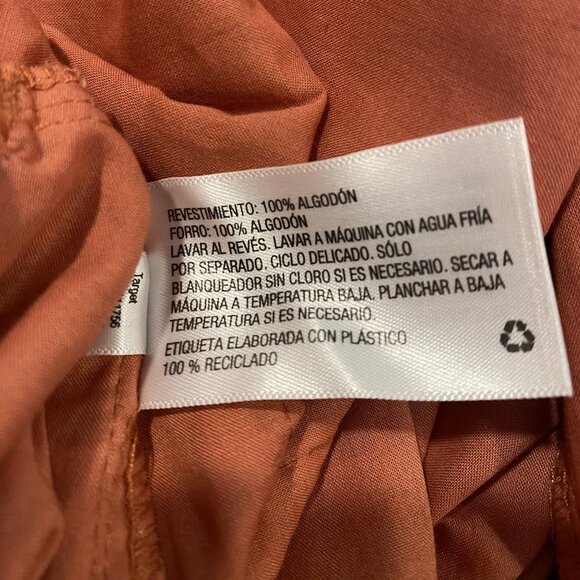 REVESTIMIENTO: 100% ALGODÓN
FORRO: 100% ALGODÓN
LAVAR AL REVÉS. LAVAR A MÁQUINA CON AGUA FRÍA
POR SEPARADO. CICLO DELICADO. SÓLO
BLANQUEADOR SIN CLORO SI ES NECESARIO. SECAR A
MÁQUINA A TEMPERATURA BAJA. PLANCHAR A BAJA
TEMPERATURA SI ES NECESARIO.
ETIQUETA ELABORADA CON PLÁSTICO
100 % RECICLADO
Target